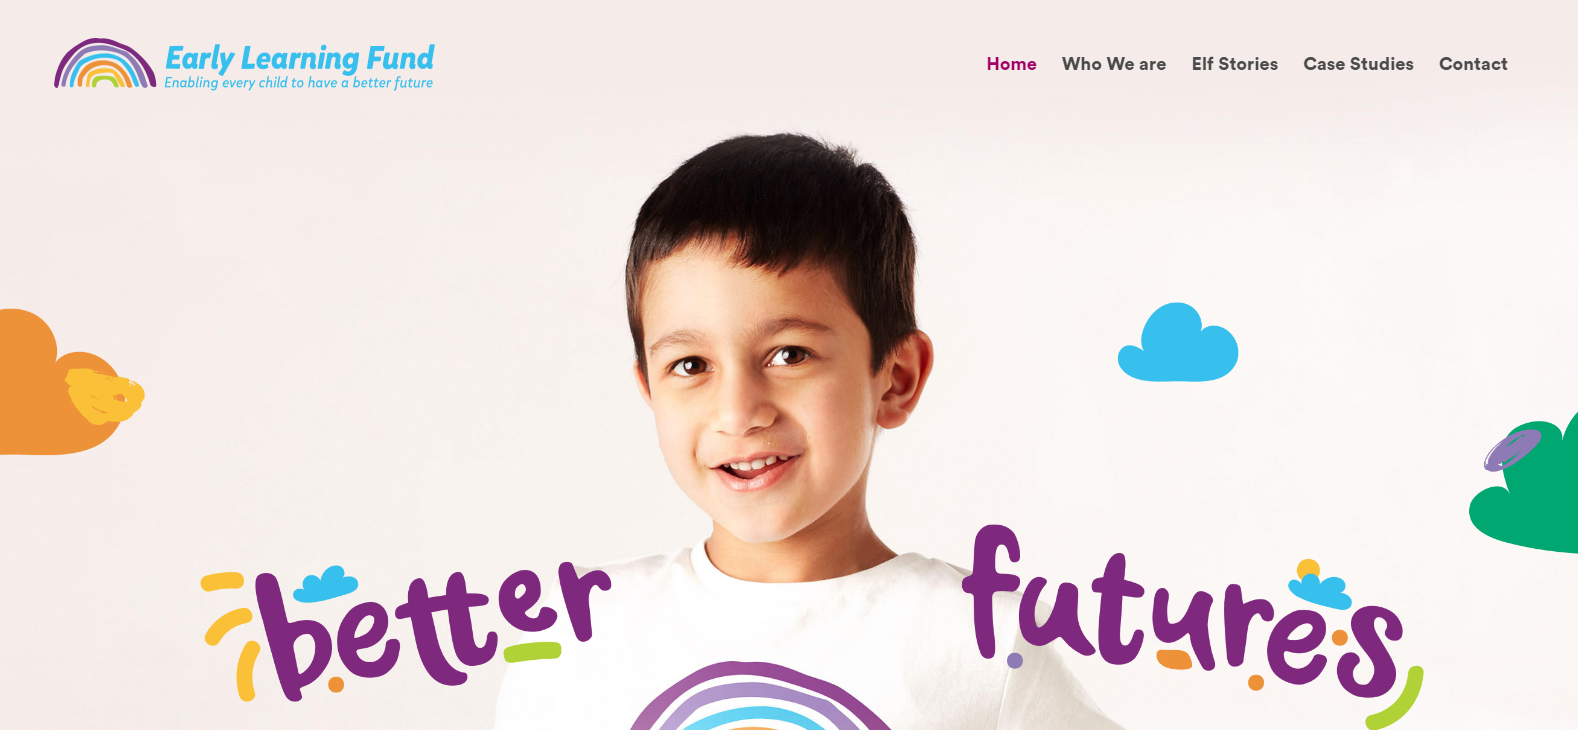 Early Learning Fund
Enabling every child to have a better future
Home Who We are Elf Stories Case Studies Contact
better futures